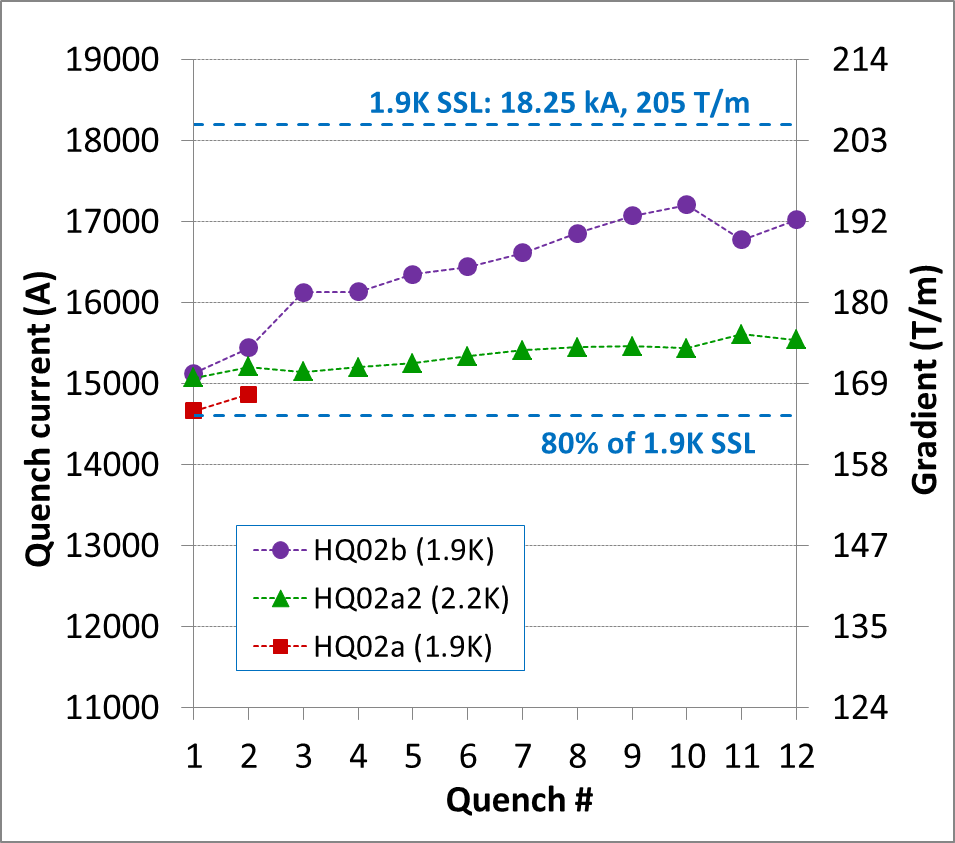 19000
18000
17000
16000
15000
14000
13000
12000
11000
Quench current (A)
1.9K SSL: 18.25 kA, 205 T/m
80% of 1.9K SSL
HQ02b (1.9K)
HQ02a2 (2.2K)
HQ02a (1.9K)
214
203
192
180
169
158
147
135
124
Gradient (T/m)
1 2 3 4 5 6 7 8 9 10 11 12
Quench #